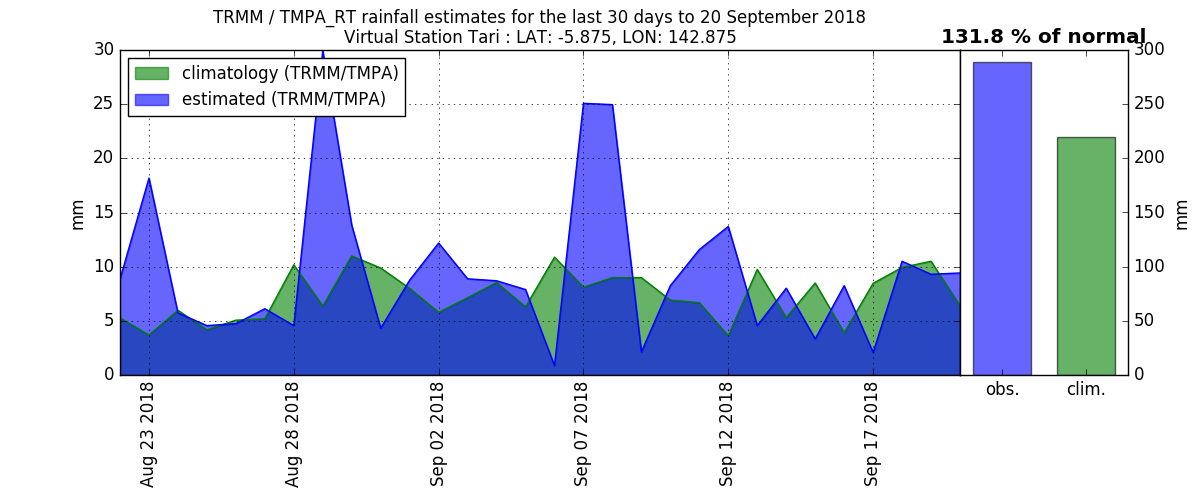 TRMM / TMPA_RT rainfall estimates for the last 30 days to 20 September 2018
Virtual Station Tari : LAT: -5.875, LON: 142.875
131.8 % of normal
climatology (TRMM/TMPA)
estimated (TRMM/TMPA)
30
25
20
15
10
5
0
mm
Aug 23 2018
Aug 28 2018
Sep 02 2018
Sep 07 2018
Sep 12 2018
Sep 17 2018
obs.
clim.
300
250
200
150
100
50
0
mm